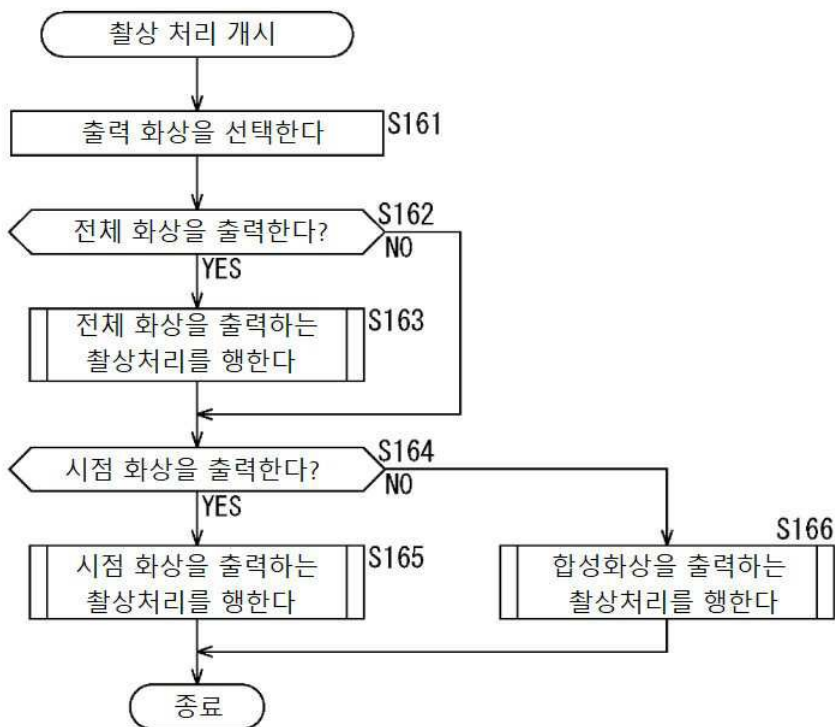 촬상 처리 개시
출력 화상을 선택한다
S161
전체 화상을 출력한다?
S162
NO
YES
전체 화상을 출력하는
촬상처리를 행한다
S163
시점 화상을 출력한다?
S164
NO
YES
시점 화상을 출력하는
촬상처리를 행한다
S165
S166
합성화상을 출력하는
촬상처리를 행한다
종료